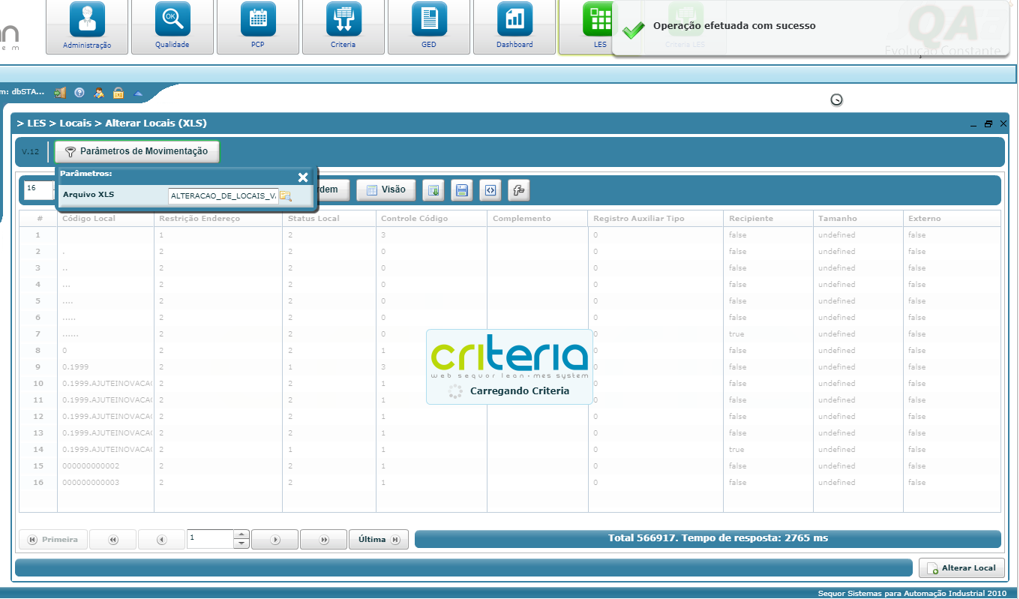 Administração
Qualidade
PCP
Criteria
GED
Dashboard
LES
Operação efetuada com sucesso
QA
Evolução Constante
m: dbSTA...
> LES > Locais > Alterar Locais (XLS)
V.12
Parâmetros de Movimentação
Parâmetros:
Arquivo XLS
ALTERACAO_DE_LOCAIS_V
16
rdem
Visão
# Código Local Restrição Endereço Status Local Controle Código Complemento Registro Auxiliar Tipo Recipiente Tamanho Externo
1 1 2 3 0 false undefined false
2 . 2 2 0 0 false undefined false
3 .. 2 2 0 0 false undefined false
4 ... 2 2 0 0 false undefined false
5 .... 2 2 0 0 false undefined false
6 ..... 2 2 0 0 false undefined false
7 ...... 2 2 0 0 true undefined false
8 0 2 2 1 0 false undefined false
9 0.1999 2 1 3 0 false undefined false
10 0.1999.AJUTEINOVACA 2 2 1 0 false undefined false
11 0.1999.AJUTEINOVACA 2 2 1 0 false undefined false
12 0.1999.AJUTEINOVACA 2 2 1 0 false undefined false
13 0.1999.AJUTEINOVACA 2 2 1 0 false undefined false
14 0.1999.AJUTEINOVACA 2 1 1 0 true undefined false
15 000000000002 2 2 1 0 false undefined false
16 000000000003 2 2 1 0 false undefined false
criteria
web sequor lean-mes system
Carregando Criteria
Primeira
1
Última
Total 566917. Tempo de resposta: 2765 ms
Alterar Local
Sequor Sistemas para Automação Industrial 2010